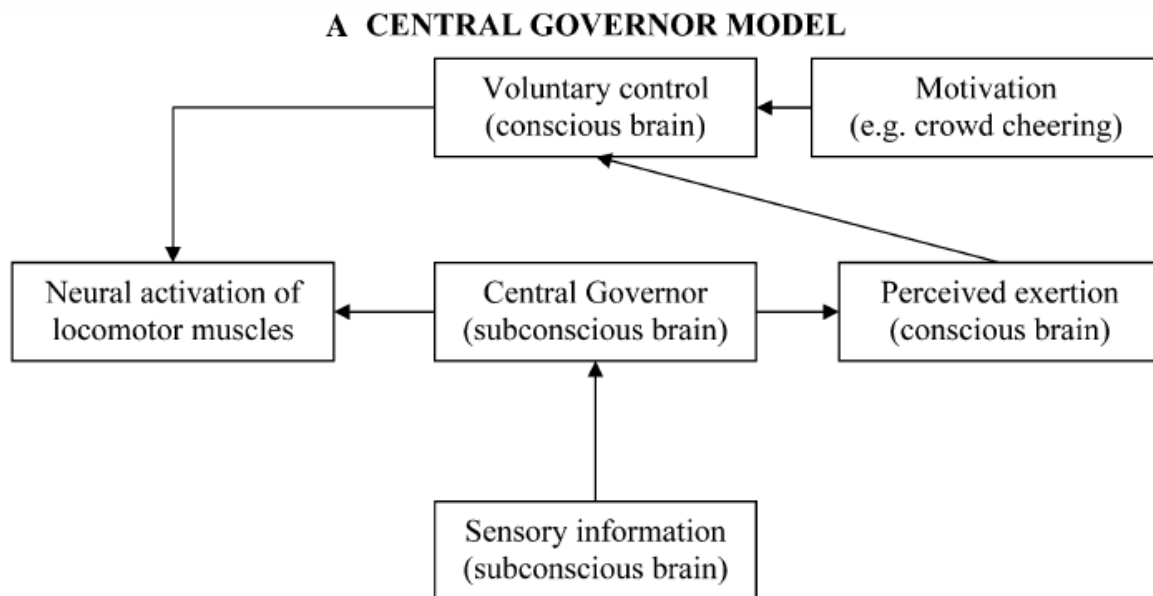 A CENTRAL GOVERNOR MODEL
Voluntary control
(conscious brain)
Motivation
(e.g. crowd cheering)
Neural activation of
locomotor muscles
Central Governor
(subconscious brain)
Perceived exertion
(conscious brain)
Sensory information
(subconscious brain)